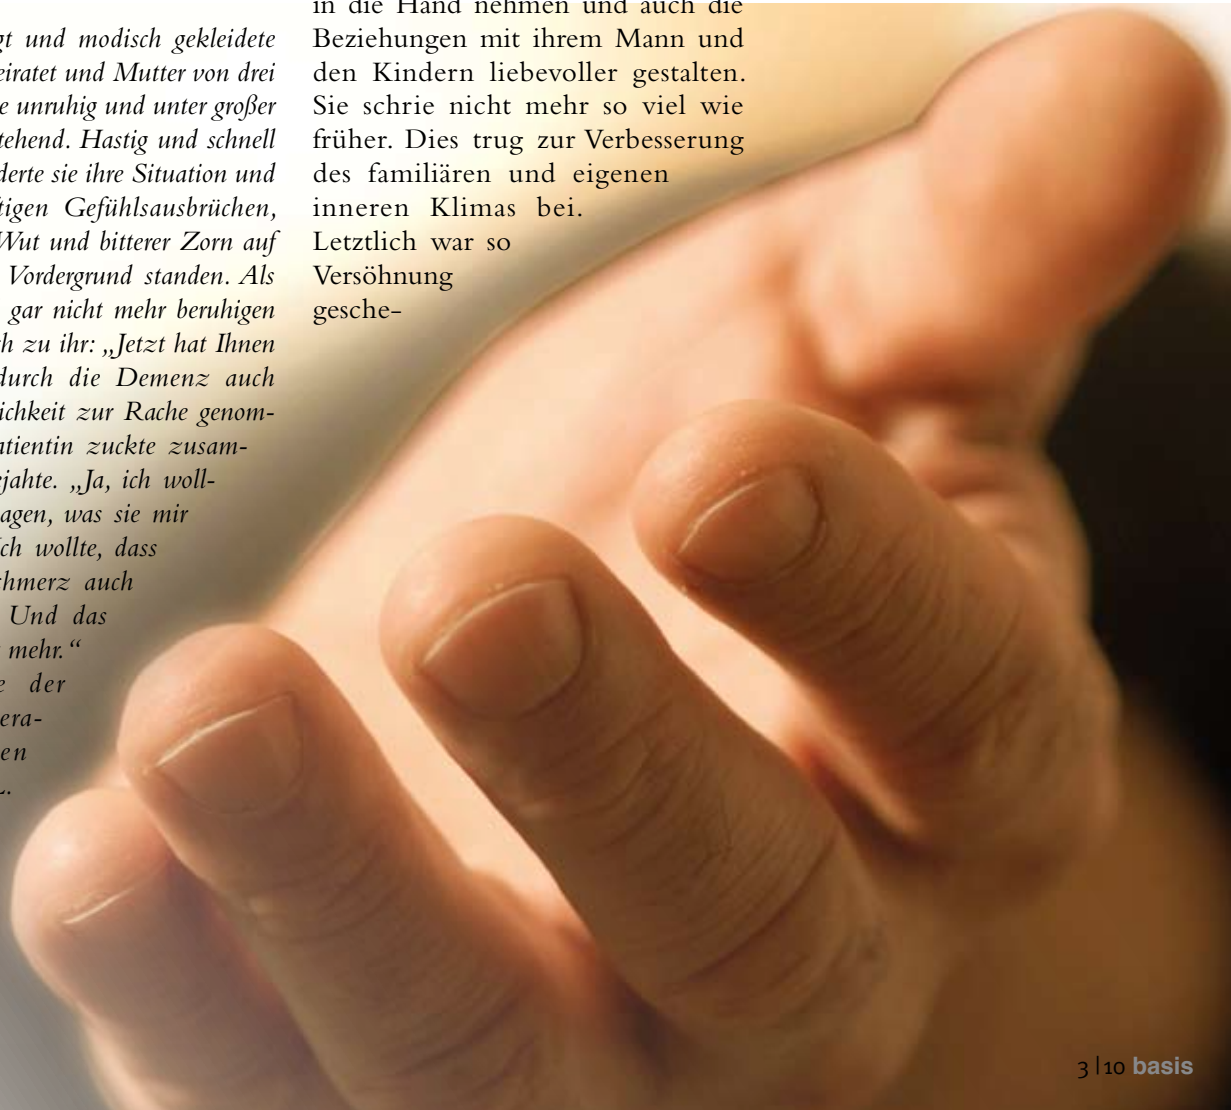 gt und modisch gekleidete
eiratet und Mutter von drei
e unruhig und unter großer
tehend. Hastig und schnell
derte sie ihre Situation und
tigen Gefühlsausbrüchen,
Wut und bitterer Zorn auf
Vordergrund standen. Als
gar nicht mehr beruhigen
h zu ihr: „Jetzt hat Ihnen
durch die Demenz auch
ichkeit zur Rache genom-
atientin zuckte zusam-
ejahte. „Ja, ich woll-
agen, was sie mir
ch wollte, dass
chmerz auch
Und das
mehr.“
e der
era-
en
in die Hand nehmen und auch die
Beziehungen mit ihrem Mann und
den Kindern liebevoller gestalten.
Sie schrie nicht mehr so viel wie
früher. Dies trug zur Verbesserung
des familiären und eigenen
inneren Klimas bei.
Letztlich war so
Versöhnung
gesche-
3 | 10 basis